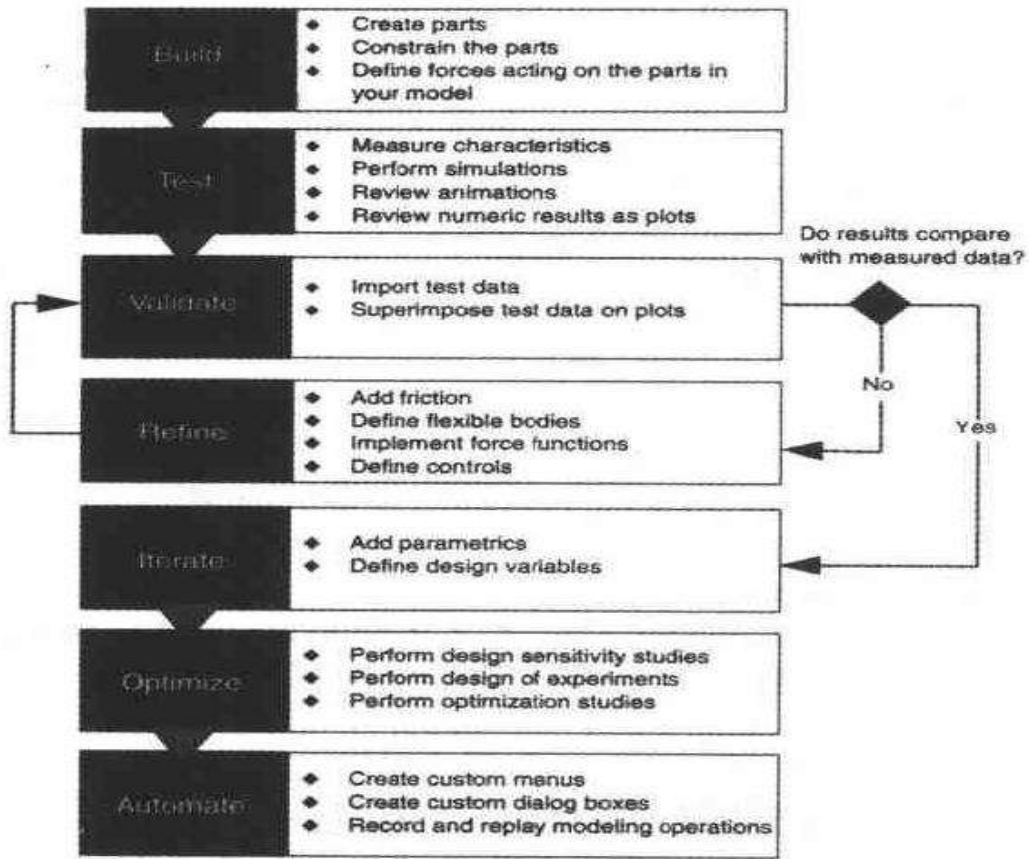 Build
◆ Create parts
◆ Constrain the parts
◆ Define forces acting on the parts in
your model
Test
◆ Measure characteristics
◆ Perform simulations
◆ Review animations
◆ Review numeric results as plots
Do results compare
with measured data?
Validate
◆ Import test data
◆ Superimpose test data on plots
No
Yes
Refine
◆ Add friction
◆ Define flexible bodies
◆ Implement force functions
◆ Define controls
Iterate
◆ Add parametrics
◆ Define design variables
Optimize
◆ Perform design sensitivity studies
◆ Perform design of experiments
◆ Perform optimization studies
Automate
◆ Create custom menus
◆ Create custom dialog boxes
◆ Record and replay modeling operations